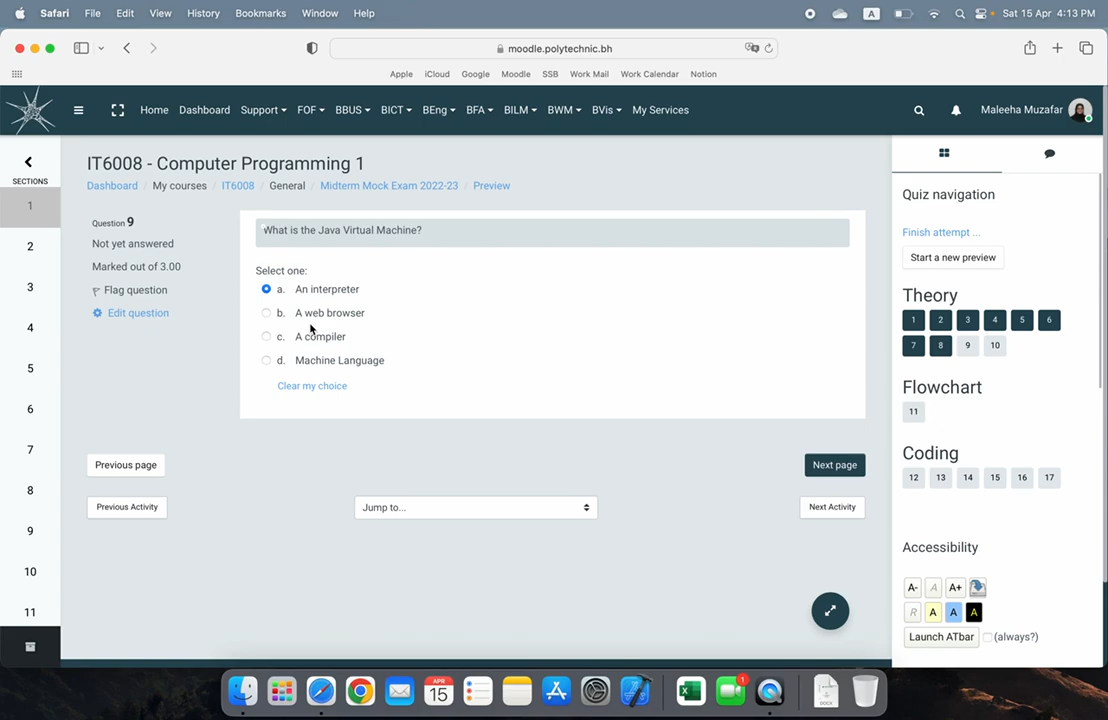 Safari File Edit View History Bookmarks Window Help A Sat 15 Apr 4:13 PM
moodle.polytechnic.bh
Apple iCloud Google Moodle SSB Work Mail Work Calendar Notion
Home Dashboard Support FOF BBUS BICT BEng BFA BILM BWM BVis My Services Maleeha Muzafar
SECTIONS
1
2
3
4
5
6
7
8
9
10
11
IT6008 - Computer Programming 1
Dashboard / My courses / IT6008 / General / Midterm Mock Exam 2022-23 / Preview
Question 9
Not yet answered
Marked out of 3.00
Flag question
Edit question
What is the Java Virtual Machine?
Select one:
a. An interpreter
b. A web browser
c. A compiler
d. Machine Language
Clear my choice
Previous page
Next page
Previous Activity
Jump to...
Next Activity
Quiz navigation
Finish attempt ...
Start a new preview
Theory
1 2 3 4 5 6
7 8 9 10
Flowchart
11
Coding
12 13 14 15 16 17
Accessibility
A- A A+
R A A A
Launch ATbar (always?)
APR
15
1
DOCX